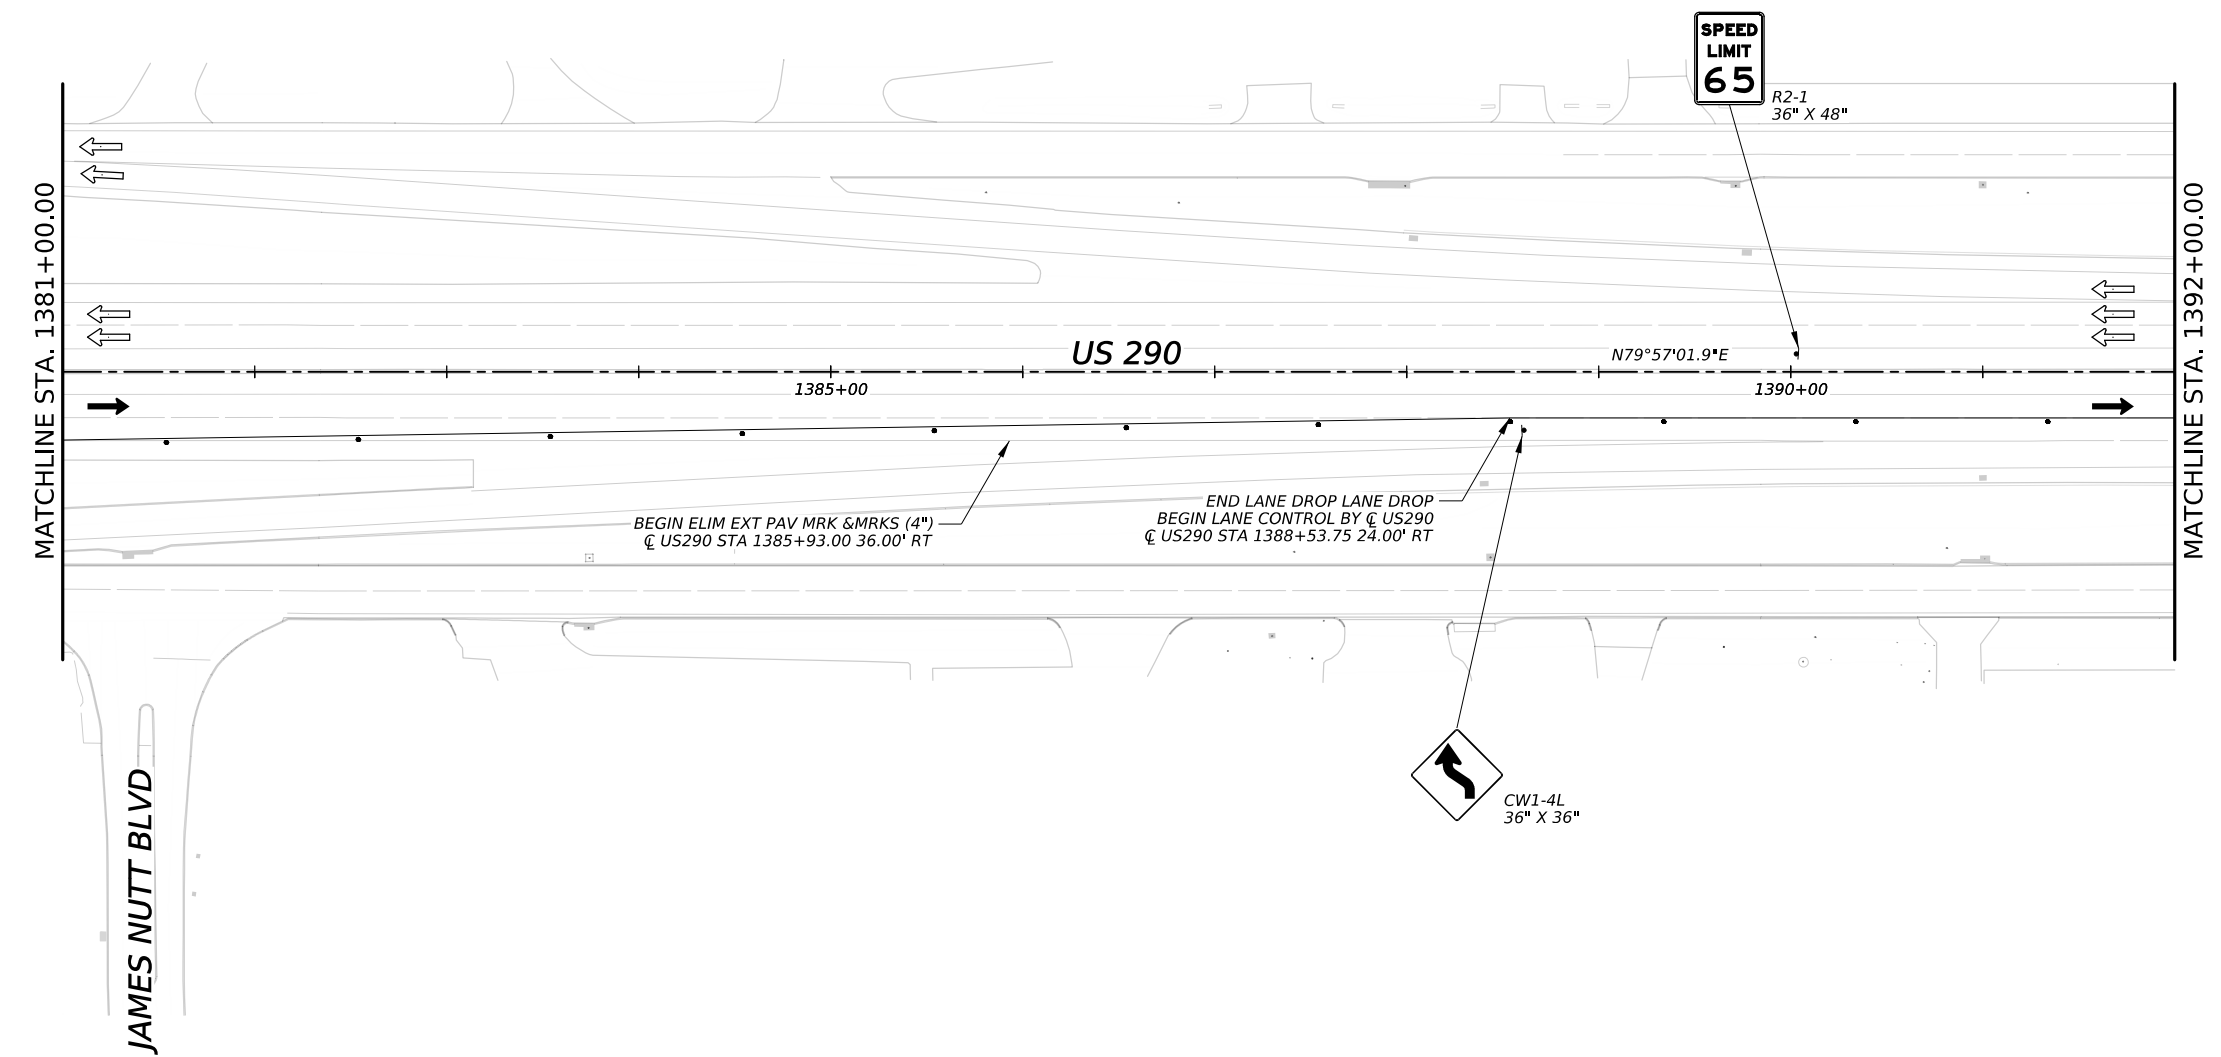 SPEED
LIMIT
65
R2-1
36" X 48"
MATCHLINE STA. 1381+00.00
MATCHLINE STA. 1392+00.00
US 290
N79°57'01.9"E
1385+00
1390+00
BEGIN ELIM EXT PAV MRK &MRKS (4")
℄ US290 STA 1385+93.00 36.00' RT
END LANE DROP LANE DROP
BEGIN LANE CONTROL BY ℄ US290
℄ US290 STA 1388+53.75 24.00' RT
CW1-4L
36" X 36"
JAMES NUTT BLVD